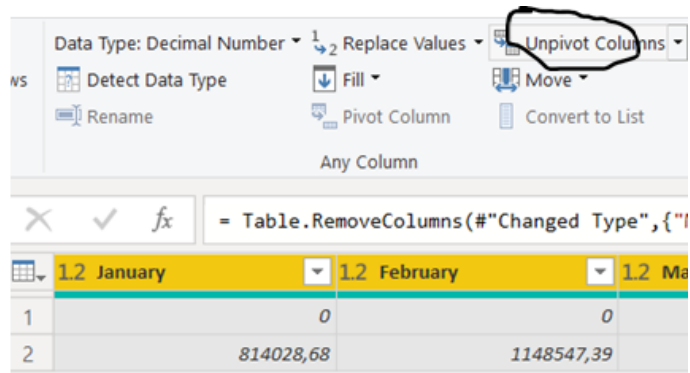 Data Type: Decimal Number 1 2 Replace Values Unpivot Columns
ws Detect Data Type Fill Move
Rename Pivot Column Convert to List
Any Column
fx = Table.RemoveColumns(#"Changed Type",{"
1.2 January 1.2 February 1.2 Ma
1 0 0
2 814028,68 1148547,39